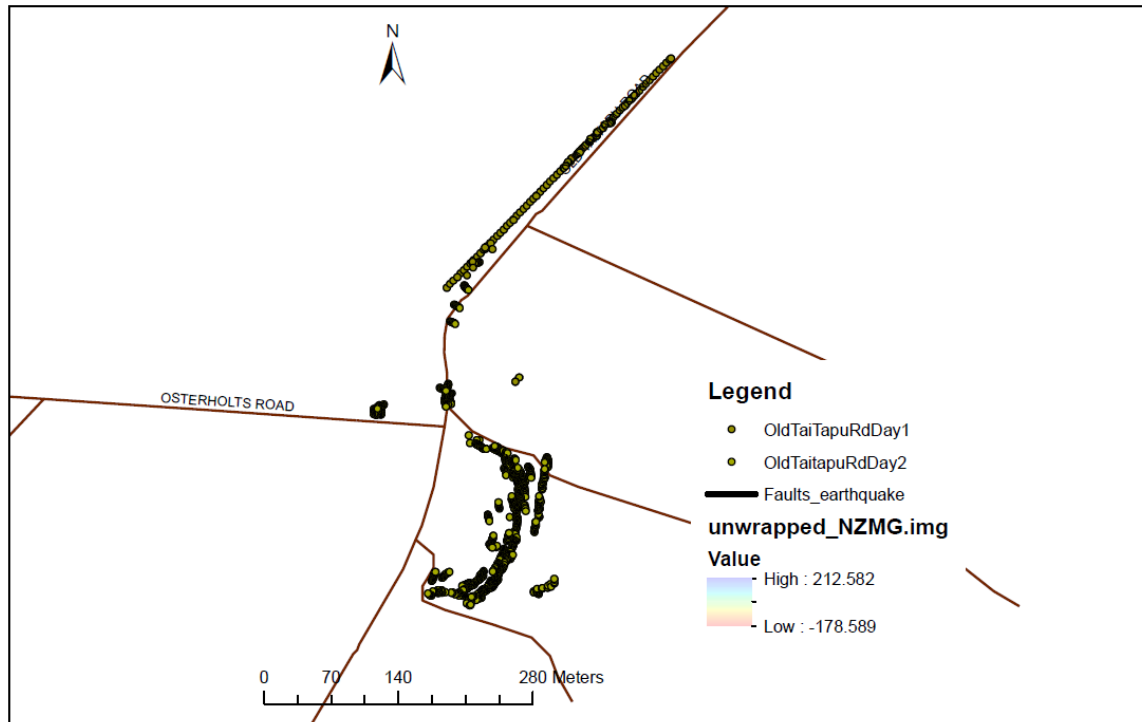 N
OSTERHOLTS ROAD
Legend
OldTaiTapuRdDay1
OldTaitapuRdDay2
Faults_earthquake
unwrapped_NZMG.img
Value
High : 212.582
Low : -178.589
0 70 140 280 Meters